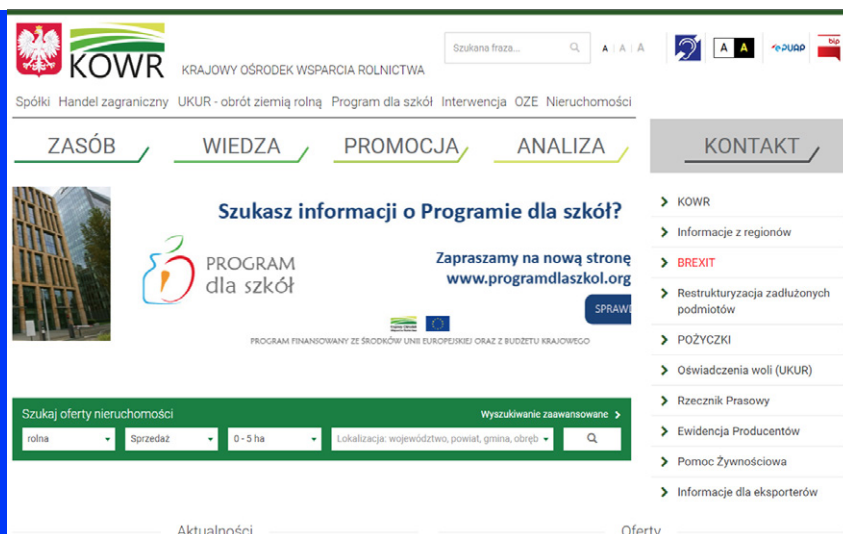 KOWR
KRAJOWY OŚRODEK WSPARCIA ROLNICTWA
Szukana fraza...
A | A | A
A A
ePUAP
bip
Spółki Handel zagraniczny UKUR - obrót ziemią rolną Program dla szkół Interwencja OZE Nieruchomości
ZASÓB WIEDZA PROMOCJA ANALIZA KONTAKT
Szukasz informacji o Programie dla szkół?
PROGRAM
dla szkół
Zapraszamy na nową stronę
www.programdlaszkol.org
SPRAWD
PROGRAM FINANSOWANY ZE ŚRODKÓW UNII EUROPEJSKIEJ ORAZ Z BUDŻETU KRAJOWEGO
KOWR
Informacje z regionów
BREXIT
Restrukturyzacja zadłużonych
podmiotów
POŻYCZKI
Oświadczenia woli (UKUR)
Rzecznik Prasowy
Ewidencja Producentów
Pomoc Żywnościowa
Informacje dla eksporterów
Szukaj oferty nieruchomości
Wyszukiwanie zaawansowane
rolna Sprzedaż 0 - 5 ha Lokalizacja: województwo, powiat, gmina, obręb
Aktualności Oferty